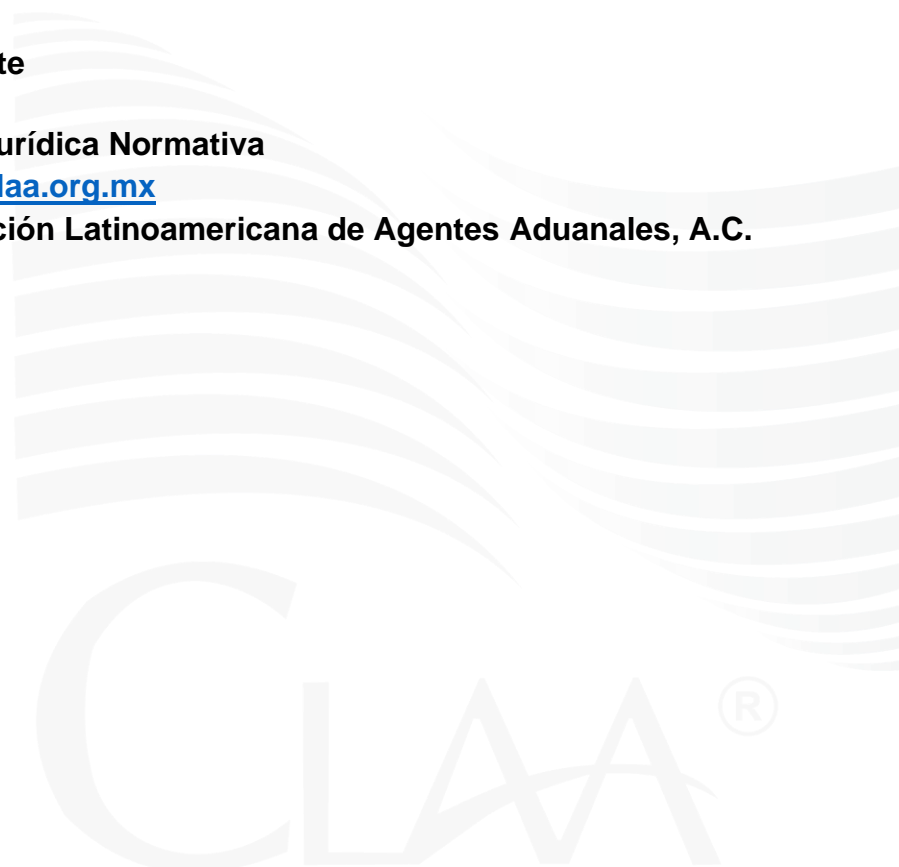 te
urídica Normativa
laa.org.mx
ción Latinoamericana de Agentes Aduanales, A.C.
CLAA®